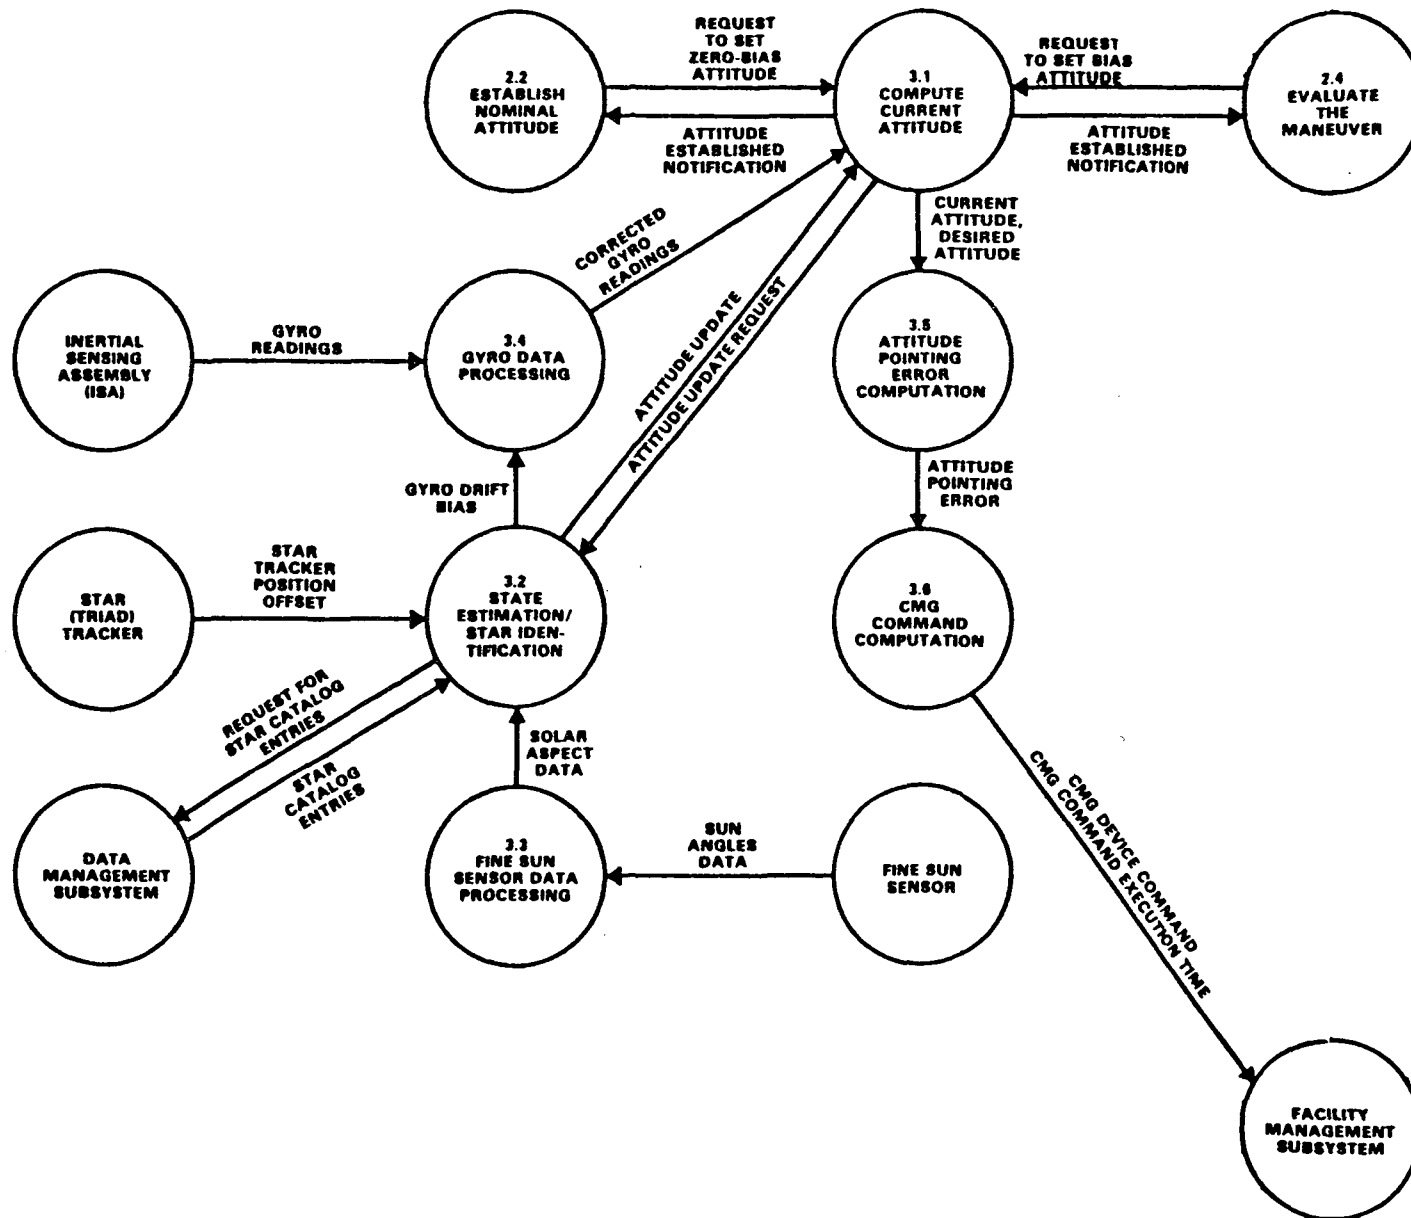 REQUEST
TO SET
ZERO-BIAS
ATTITUDE
REQUEST
TO SET BIAS
ATTITUDE
2.2
ESTABLISH
NOMINAL
ATTITUDE
3.1
COMPUTE
CURRENT
ATTITUDE
2.4
EVALUATE
THE
MANEUVER
ATTITUDE
ESTABLISHED
NOTIFICATION
ATTITUDE
ESTABLISHED
NOTIFICATION
CORRECTED
GYRO
READINGS
CURRENT
ATTITUDE,
DESIRED
ATTITUDE
INERTIAL
SENSING
ASSEMBLY
(ISA)
GYRO
READINGS
3.4
GYRO DATA
PROCESSING
ATTITUDE UPDATE
ATTITUDE UPDATE REQUEST
3.5
ATTITUDE
POINTING
ERROR
COMPUTATION
GYRO DRIFT
BIAS
ATTITUDE
POINTING
ERROR
STAR
(TRIAD)
TRACKER
STAR
TRACKER
POSITION
OFFSET
3.2
STATE
ESTIMATION/
STAR IDEN-
TIFICATION
3.6
CMG
COMMAND
COMPUTATION
REQUEST FOR
STAR CATALOG
ENTRIES
STAR
CATALOG
ENTRIES
SOLAR
ASPECT
DATA
CMG DEVICE COMMAND
CMG COMMAND EXECUTION TIME
DATA
MANAGEMENT
SUBSYSTEM
3.3
FINE SUN
SENSOR DATA
PROCESSING
SUN
ANGLES
DATA
FINE SUN
SENSOR
FACILITY
MANAGEMENT
SUBSYSTEM